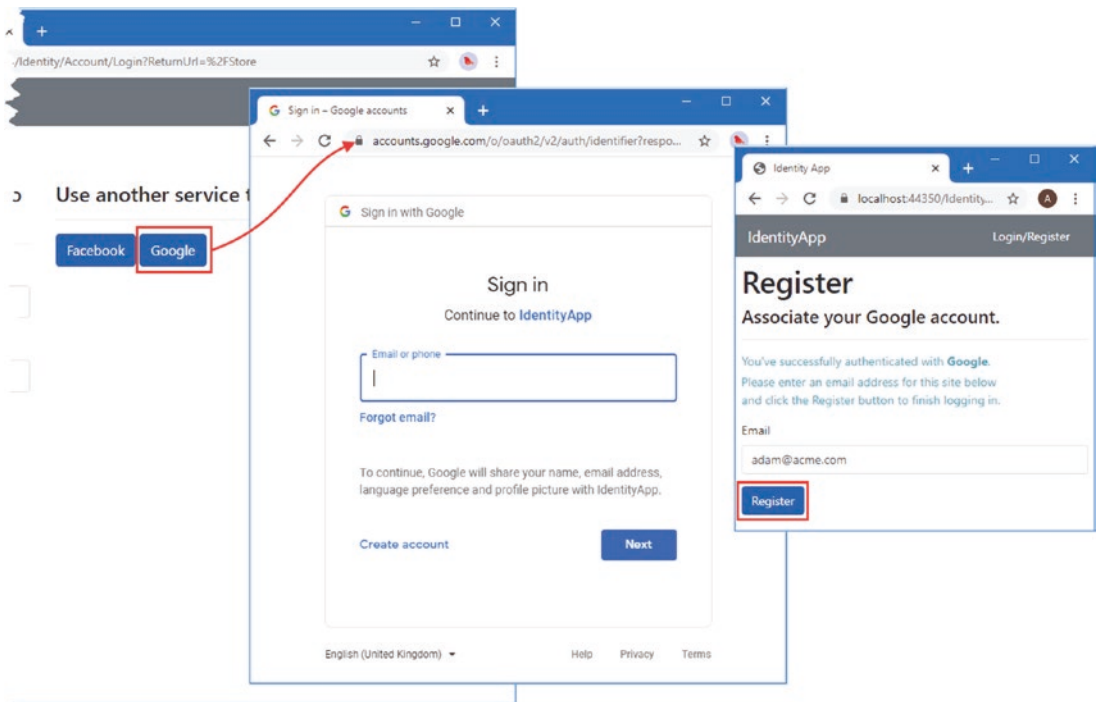 /Identity/Account/Login?ReturnUrl=%2FStore
Use another service
Facebook
Google
Sign in – Google accounts
accounts.google.com/o/oauth2/v2/auth/identifier?respo...
Sign in with Google
Sign in
Continue to IdentityApp
Email or phone
Forgot email?
To continue, Google will share your name, email address,
language preference and profile picture with IdentityApp.
Create account
Next
English (United Kingdom)
Help
Privacy
Terms
Identity App
localhost:44350/Identity...
A
IdentityApp
Login/Register
Register
Associate your Google account.
You've successfully authenticated with Google.
Please enter an email address for this site below
and click the Register button to finish logging in.
Email
adam@acme.com
Register